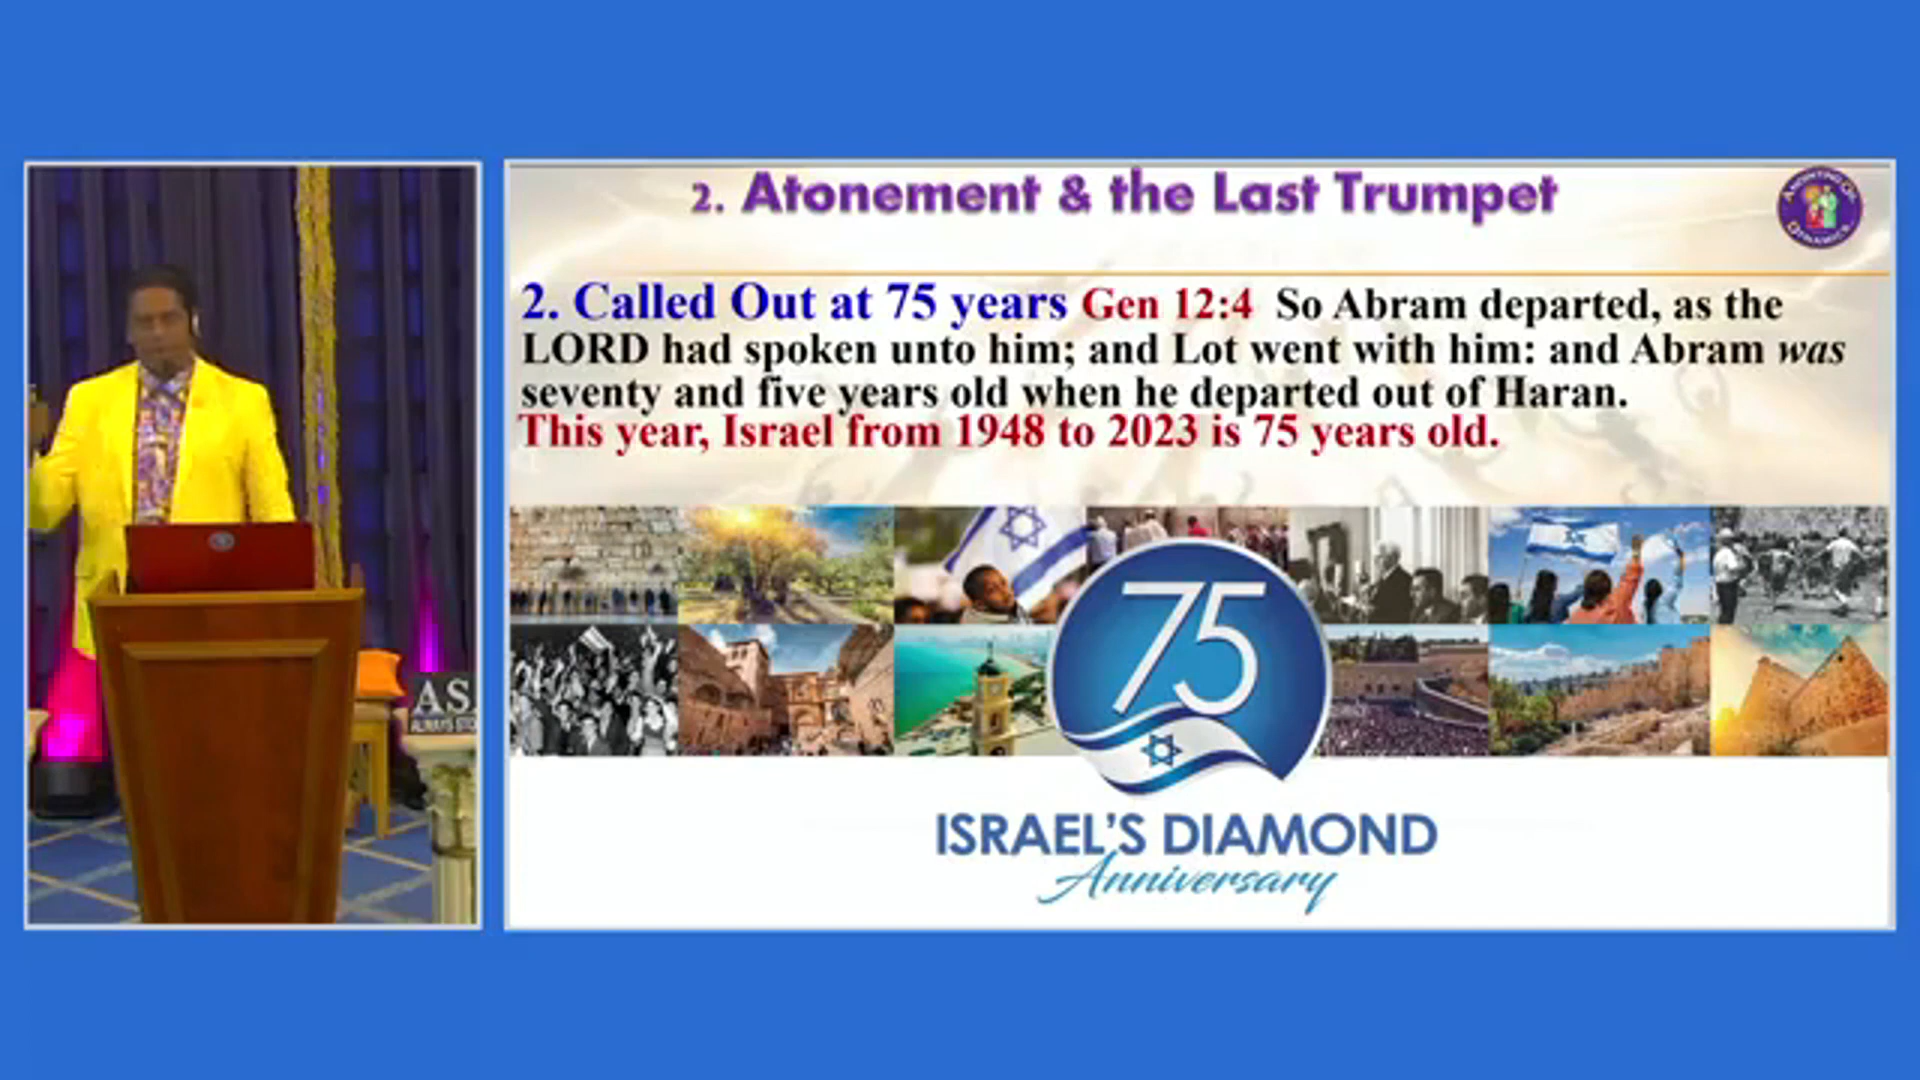 2. Atonement & the Last Trumpet
2. Called Out at 75 years Gen 12:4 So Abram departed, as the
LORD had spoken unto him; and Lot went with him: and Abram was
seventy and five years old when he departed out of Haran.
This year, Israel from 1948 to 2023 is 75 years old.
75
ISRAEL'S DIAMOND
Anniversary